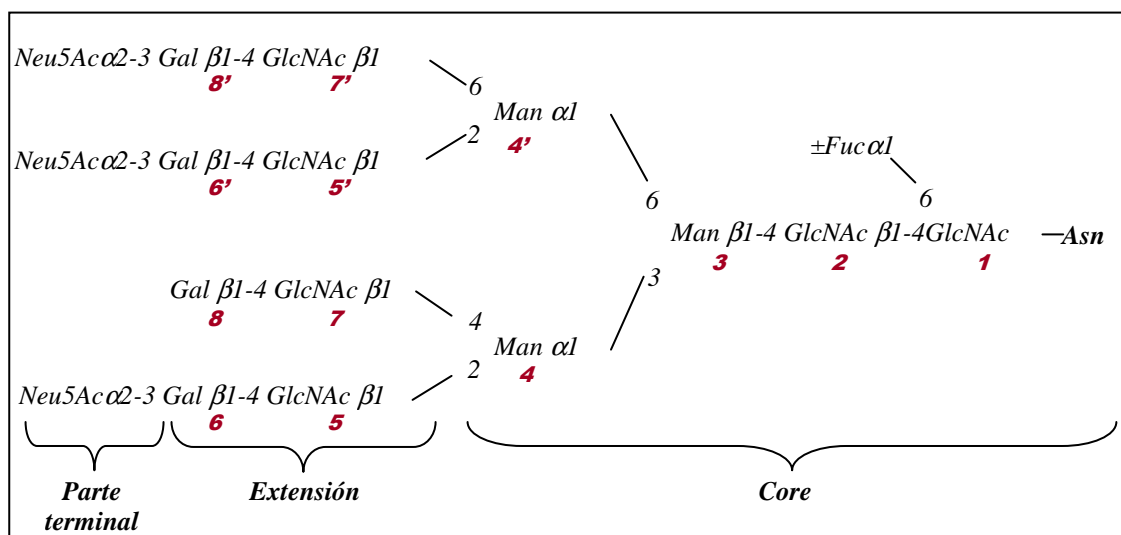 Neu5Acα2-3 Gal β1-4 GlcNAc β1
8’ 7’
6
Man α1
2 4’
Neu5Acα2-3 Gal β1-4 GlcNAc β1
6’ 5’
±Fucα1
6 6
Man β1-4 GlcNAc β1-4GlcNAc —Asn
3 2 1
3
Gal β1-4 GlcNAc β1
8 7
4
Man α1
2 4
Neu5Acα2-3 Gal β1-4 GlcNAc β1
6 5
Parte Extensión Core
terminal